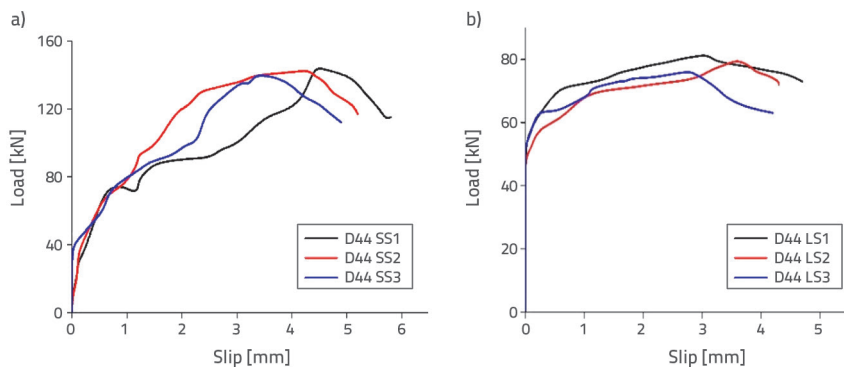 a)
160
120
80
40
0
Load [kN]
0 1 2 3 4 5 6
Slip [mm]
D44 SS1
D44 SS2
D44 SS3
b)
80
60
40
20
0
Load [kN]
0 1 2 3 4 5
Slip [mm]
D44 LS1
D44 LS2
D44 LS3